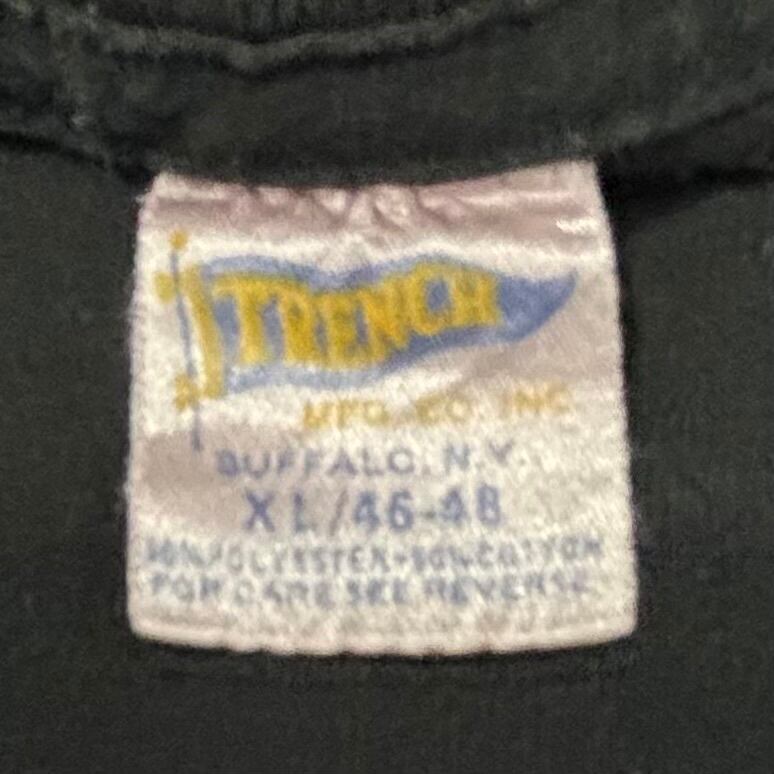 TRENCH
MFG. CO. INC.
BUFFALO, N.Y.
XL/46-48
50% POLYESTER • 50% COTTON
FOR CARE SEE REVERSE